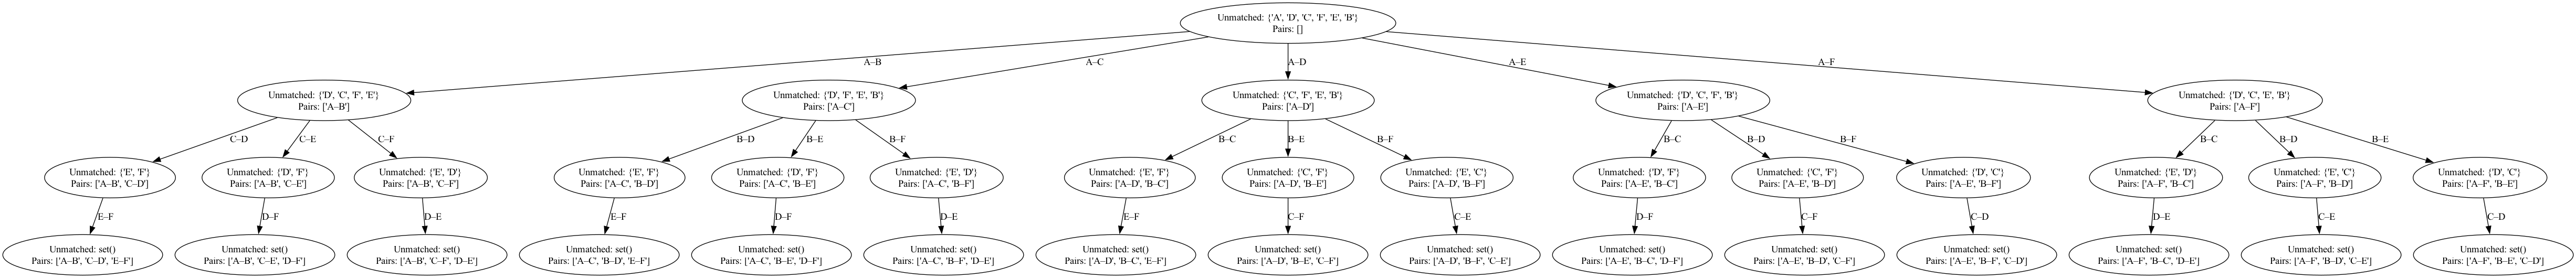 Unmatched: {'A', 'D', 'C', 'F', 'E', 'B'}
Pairs: []
A–B
A–C
A–D
A–E
A–F
Unmatched: {'D', 'C', 'F', 'E'}
Pairs: ['A–B']
Unmatched: {'D', 'F', 'E', 'B'}
Pairs: ['A–C']
Unmatched: {'C', 'F', 'E', 'B'}
Pairs: ['A–D']
Unmatched: {'D', 'C', 'F', 'B'}
Pairs: ['A–E']
Unmatched: {'D', 'C', 'E', 'B'}
Pairs: ['A–F']
C–D
C–E
C–F
B–D
B–E
B–F
B–C
B–E
B–F
B–C
B–D
B–F
B–C
B–D
B–E
Unmatched: {'E', 'F'}
Pairs: ['A–B', 'C–D']
Unmatched: {'D', 'F'}
Pairs: ['A–B', 'C–E']
Unmatched: {'E', 'D'}
Pairs: ['A–B', 'C–F']
Unmatched: {'E', 'F'}
Pairs: ['A–C', 'B–D']
Unmatched: {'D', 'F'}
Pairs: ['A–C', 'B–E']
Unmatched: {'E', 'D'}
Pairs: ['A–C', 'B–F']
Unmatched: {'E', 'F'}
Pairs: ['A–D', 'B–C']
Unmatched: {'C', 'F'}
Pairs: ['A–D', 'B–E']
Unmatched: {'E', 'C'}
Pairs: ['A–D', 'B–F']
Unmatched: {'D', 'F'}
Pairs: ['A–E', 'B–C']
Unmatched: {'C', 'F'}
Pairs: ['A–E', 'B–D']
Unmatched: {'D', 'C'}
Pairs: ['A–E', 'B–F']
Unmatched: {'E', 'D'}
Pairs: ['A–F', 'B–C']
Unmatched: {'E', 'C'}
Pairs: ['A–F', 'B–D']
Unmatched: {'D', 'C'}
Pairs: ['A–F', 'B–E']
E–F
D–F
D–E
E–F
D–F
D–E
E–F
C–F
C–E
D–F
C–F
C–D
D–E
C–E
C–D
Unmatched: set()
Pairs: ['A–B', 'C–D', 'E–F']
Unmatched: set()
Pairs: ['A–B', 'C–E', 'D–F']
Unmatched: set()
Pairs: ['A–B', 'C–F', 'D–E']
Unmatched: set()
Pairs: ['A–C', 'B–D', 'E–F']
Unmatched: set()
Pairs: ['A–C', 'B–E', 'D–F']
Unmatched: set()
Pairs: ['A–C', 'B–F', 'D–E']
Unmatched: set()
Pairs: ['A–D', 'B–C', 'E–F']
Unmatched: set()
Pairs: ['A–D', 'B–E', 'C–F']
Unmatched: set()
Pairs: ['A–D', 'B–F', 'C–E']
Unmatched: set()
Pairs: ['A–E', 'B–C', 'D–F']
Unmatched: set()
Pairs: ['A–E', 'B–D', 'C–F']
Unmatched: set()
Pairs: ['A–E', 'B–F', 'C–D']
Unmatched: set()
Pairs: ['A–F', 'B–C', 'D–E']
Unmatched: set()
Pairs: ['A–F', 'B–D', 'C–E']
Unmatched: set()
Pairs: ['A–F', 'B–E', 'C–D']